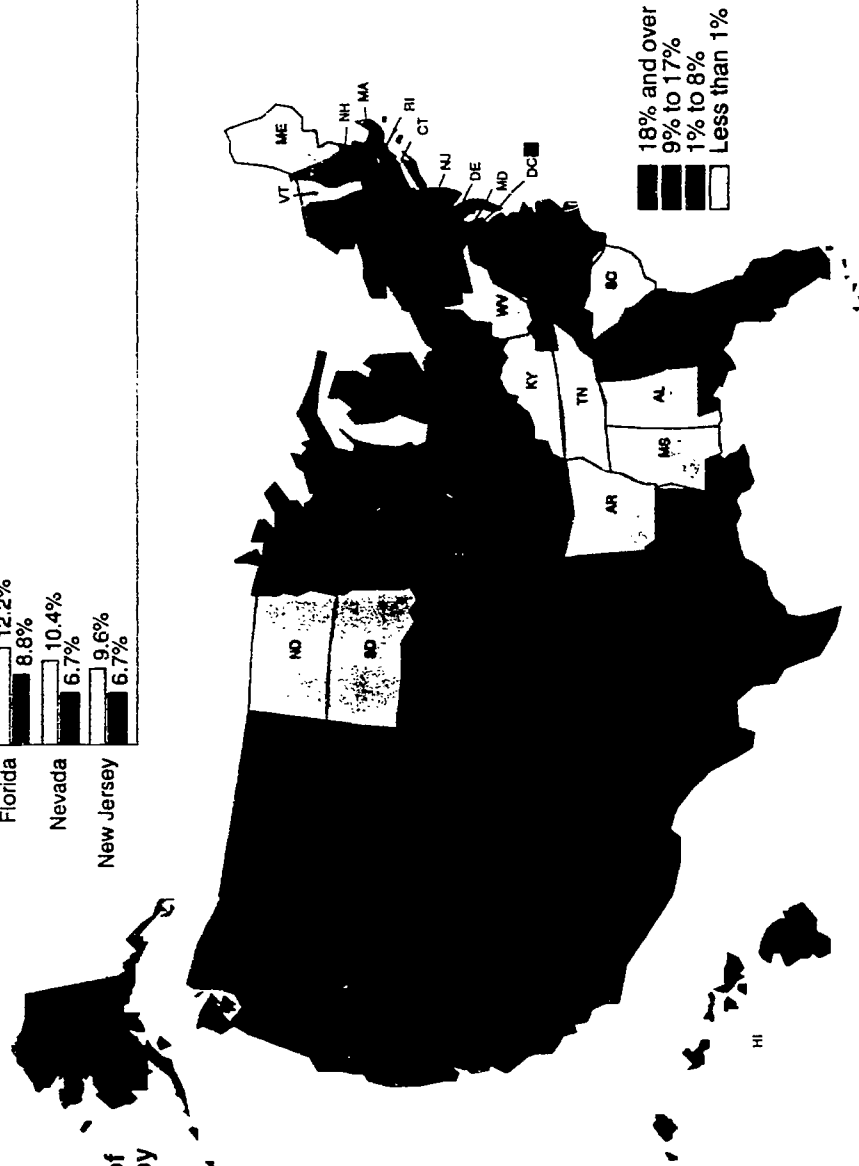 12.2%
Florida
8.8%
10.4%
Nevada
6.7%
9.6%
New Jersey
6.7%
of
by
ME
VT
NH
MA
RI
CT
NJ
DE
MD
DC
WV
KY
TN
SC
AL
MS
AR
ND
SD
HI
18% and over
9% to 17%
1% to 8%
Less than 1%